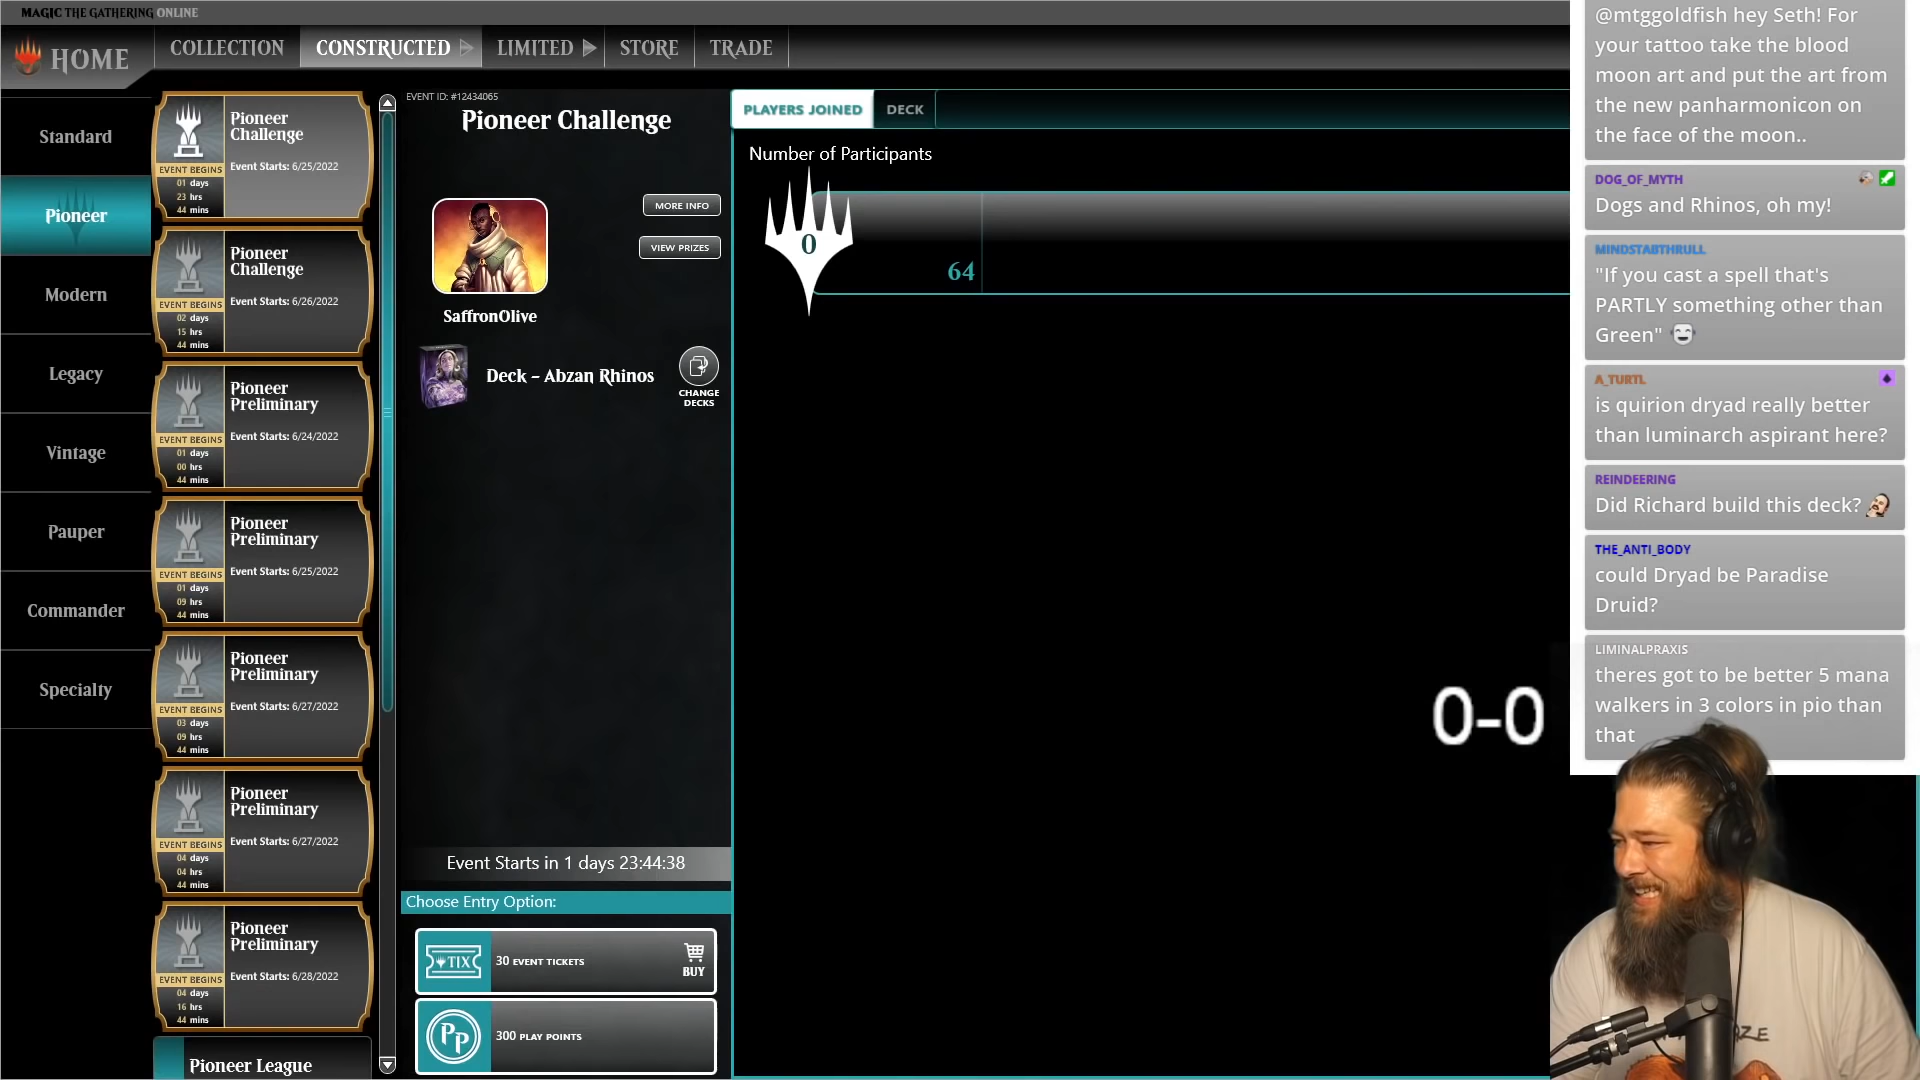 MAGIC THE GATHERING ONLINE
HOME
COLLECTION
CONSTRUCTED
LIMITED
STORE
TRADE
Standard
Pioneer
Modern
Legacy
Vintage
Pauper
Commander
Specialty
Pioneer
Challenge
Event Starts: 6/25/2022
EVENT BEGINS
01 days
23 hrs
44 mins
Pioneer
Challenge
Event Starts: 6/26/2022
EVENT BEGINS
02 days
15 hrs
44 mins
Pioneer
Preliminary
Event Starts: 6/24/2022
EVENT BEGINS
01 days
00 hrs
44 mins
Pioneer
Preliminary
Event Starts: 6/25/2022
EVENT BEGINS
01 days
09 hrs
44 mins
Pioneer
Preliminary
Event Starts: 6/27/2022
EVENT BEGINS
03 days
09 hrs
44 mins
Pioneer
Preliminary
Event Starts: 6/27/2022
EVENT BEGINS
04 days
04 hrs
44 mins
Pioneer
Preliminary
Event Starts: 6/28/2022
EVENT BEGINS
04 days
16 hrs
44 mins
Pioneer League
EVENT ID: #12434065
Pioneer Challenge
MORE INFO
VIEW PRIZES
SaffronOlive
Deck - Abzan Rhinos
CHANGE
DECKS
Event Starts in 1 days 23:44:38
Choose Entry Option:
TIX
30 EVENT TICKETS
BUY
PP
300 PLAY POINTS
PLAYERS JOINED
DECK
Number of Participants
0
64
0-0
@mtggoldfish hey Seth! For
your tattoo take the blood
moon art and put the art from
the new panharmonicon on
the face of the moon..
DOG_OF_MYTH
Dogs and Rhinos, oh my!
MINDSTABTHRULL
"If you cast a spell that's
PARTLY something other than
Green"
A_TURTL
is quirion dryad really better
than luminarch aspirant here?
REINDEERING
Did Richard build this deck?
THE_ANTI_BODY
could Dryad be Paradise
Druid?
LIMINALPRAXIS
theres got to be better 5 mana
walkers in 3 colors in pio than
that